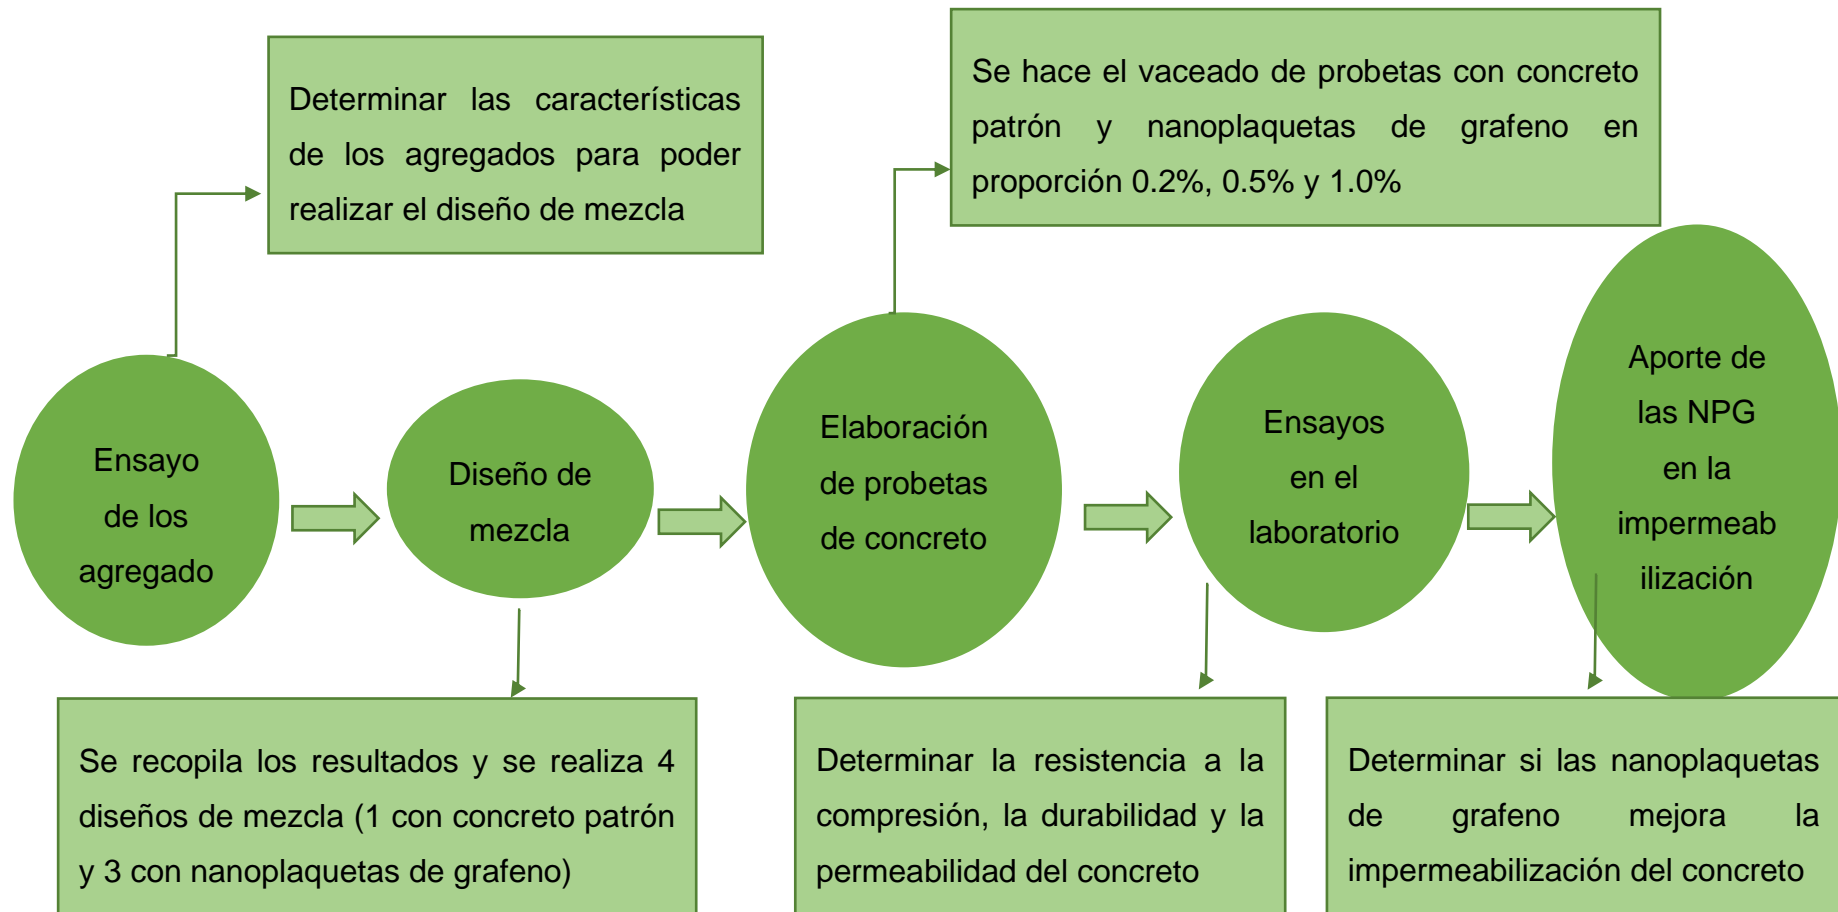 Determinar las características
de los agregados para poder
realizar el diseño de mezcla
Se hace el vaceado de probetas con concreto
patrón y nanoplaquetas de grafeno en
proporción 0.2%, 0.5% y 1.0%
Ensayo
de los
agregado
Diseño de
mezcla
Elaboración
de probetas
de concreto
Ensayos
en el
laboratorio
Aporte de
las NPG
en la
impermeab
ilización
Se recopila los resultados y se realiza 4
diseños de mezcla (1 con concreto patrón
y 3 con nanoplaquetas de grafeno)
Determinar la resistencia a la
compresión, la durabilidad y la
permeabilidad del concreto
Determinar si las nanoplaquetas
de grafeno mejora la
impermeabilización del concreto